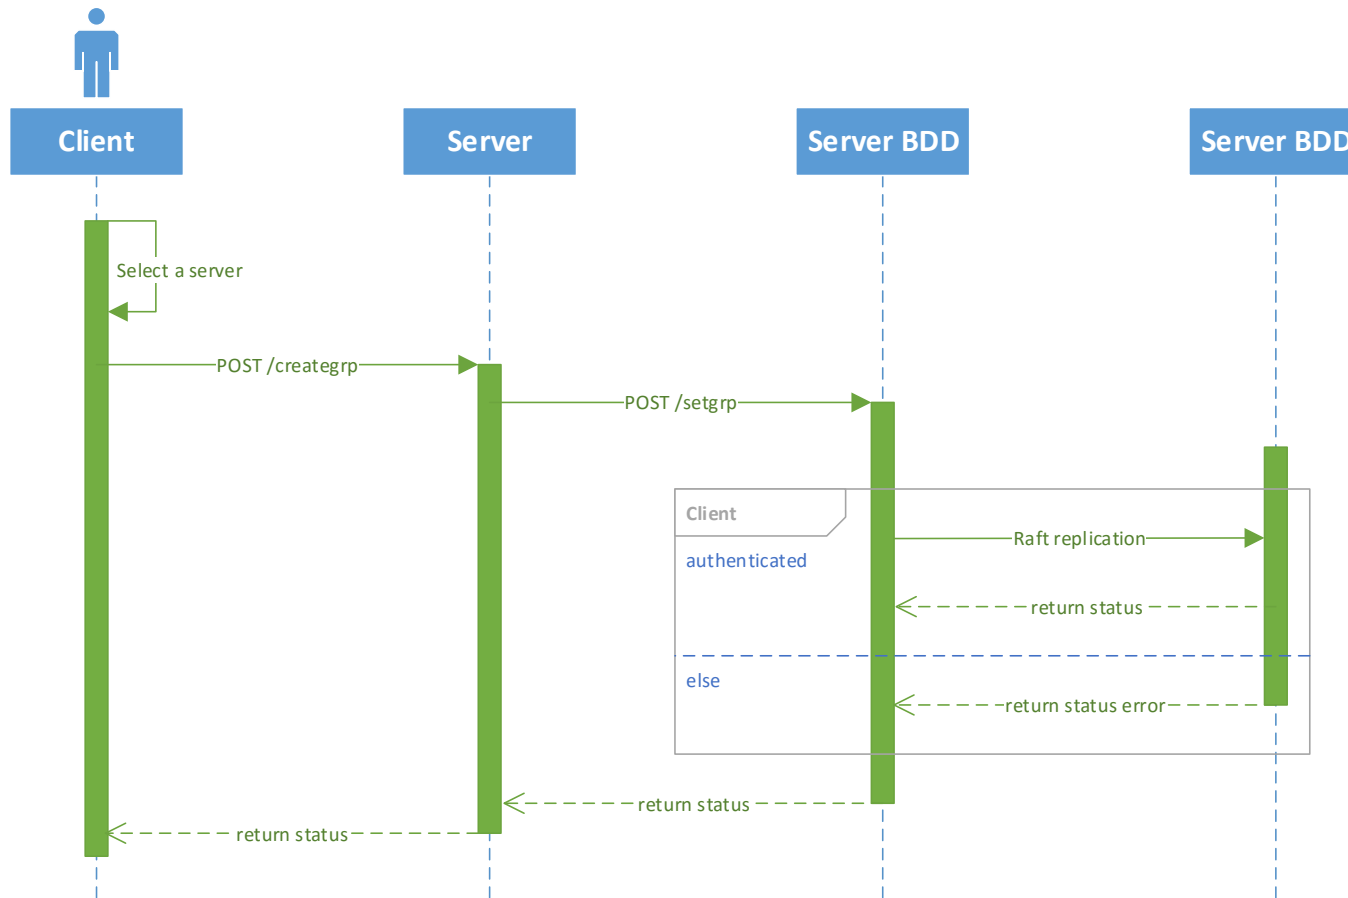 Client
Server
Server BDD
Server BDD
Select a server
POST /creategrp
POST /setgrp
Client
Raft replication
authenticated
return status
else
return status error
return status
return status